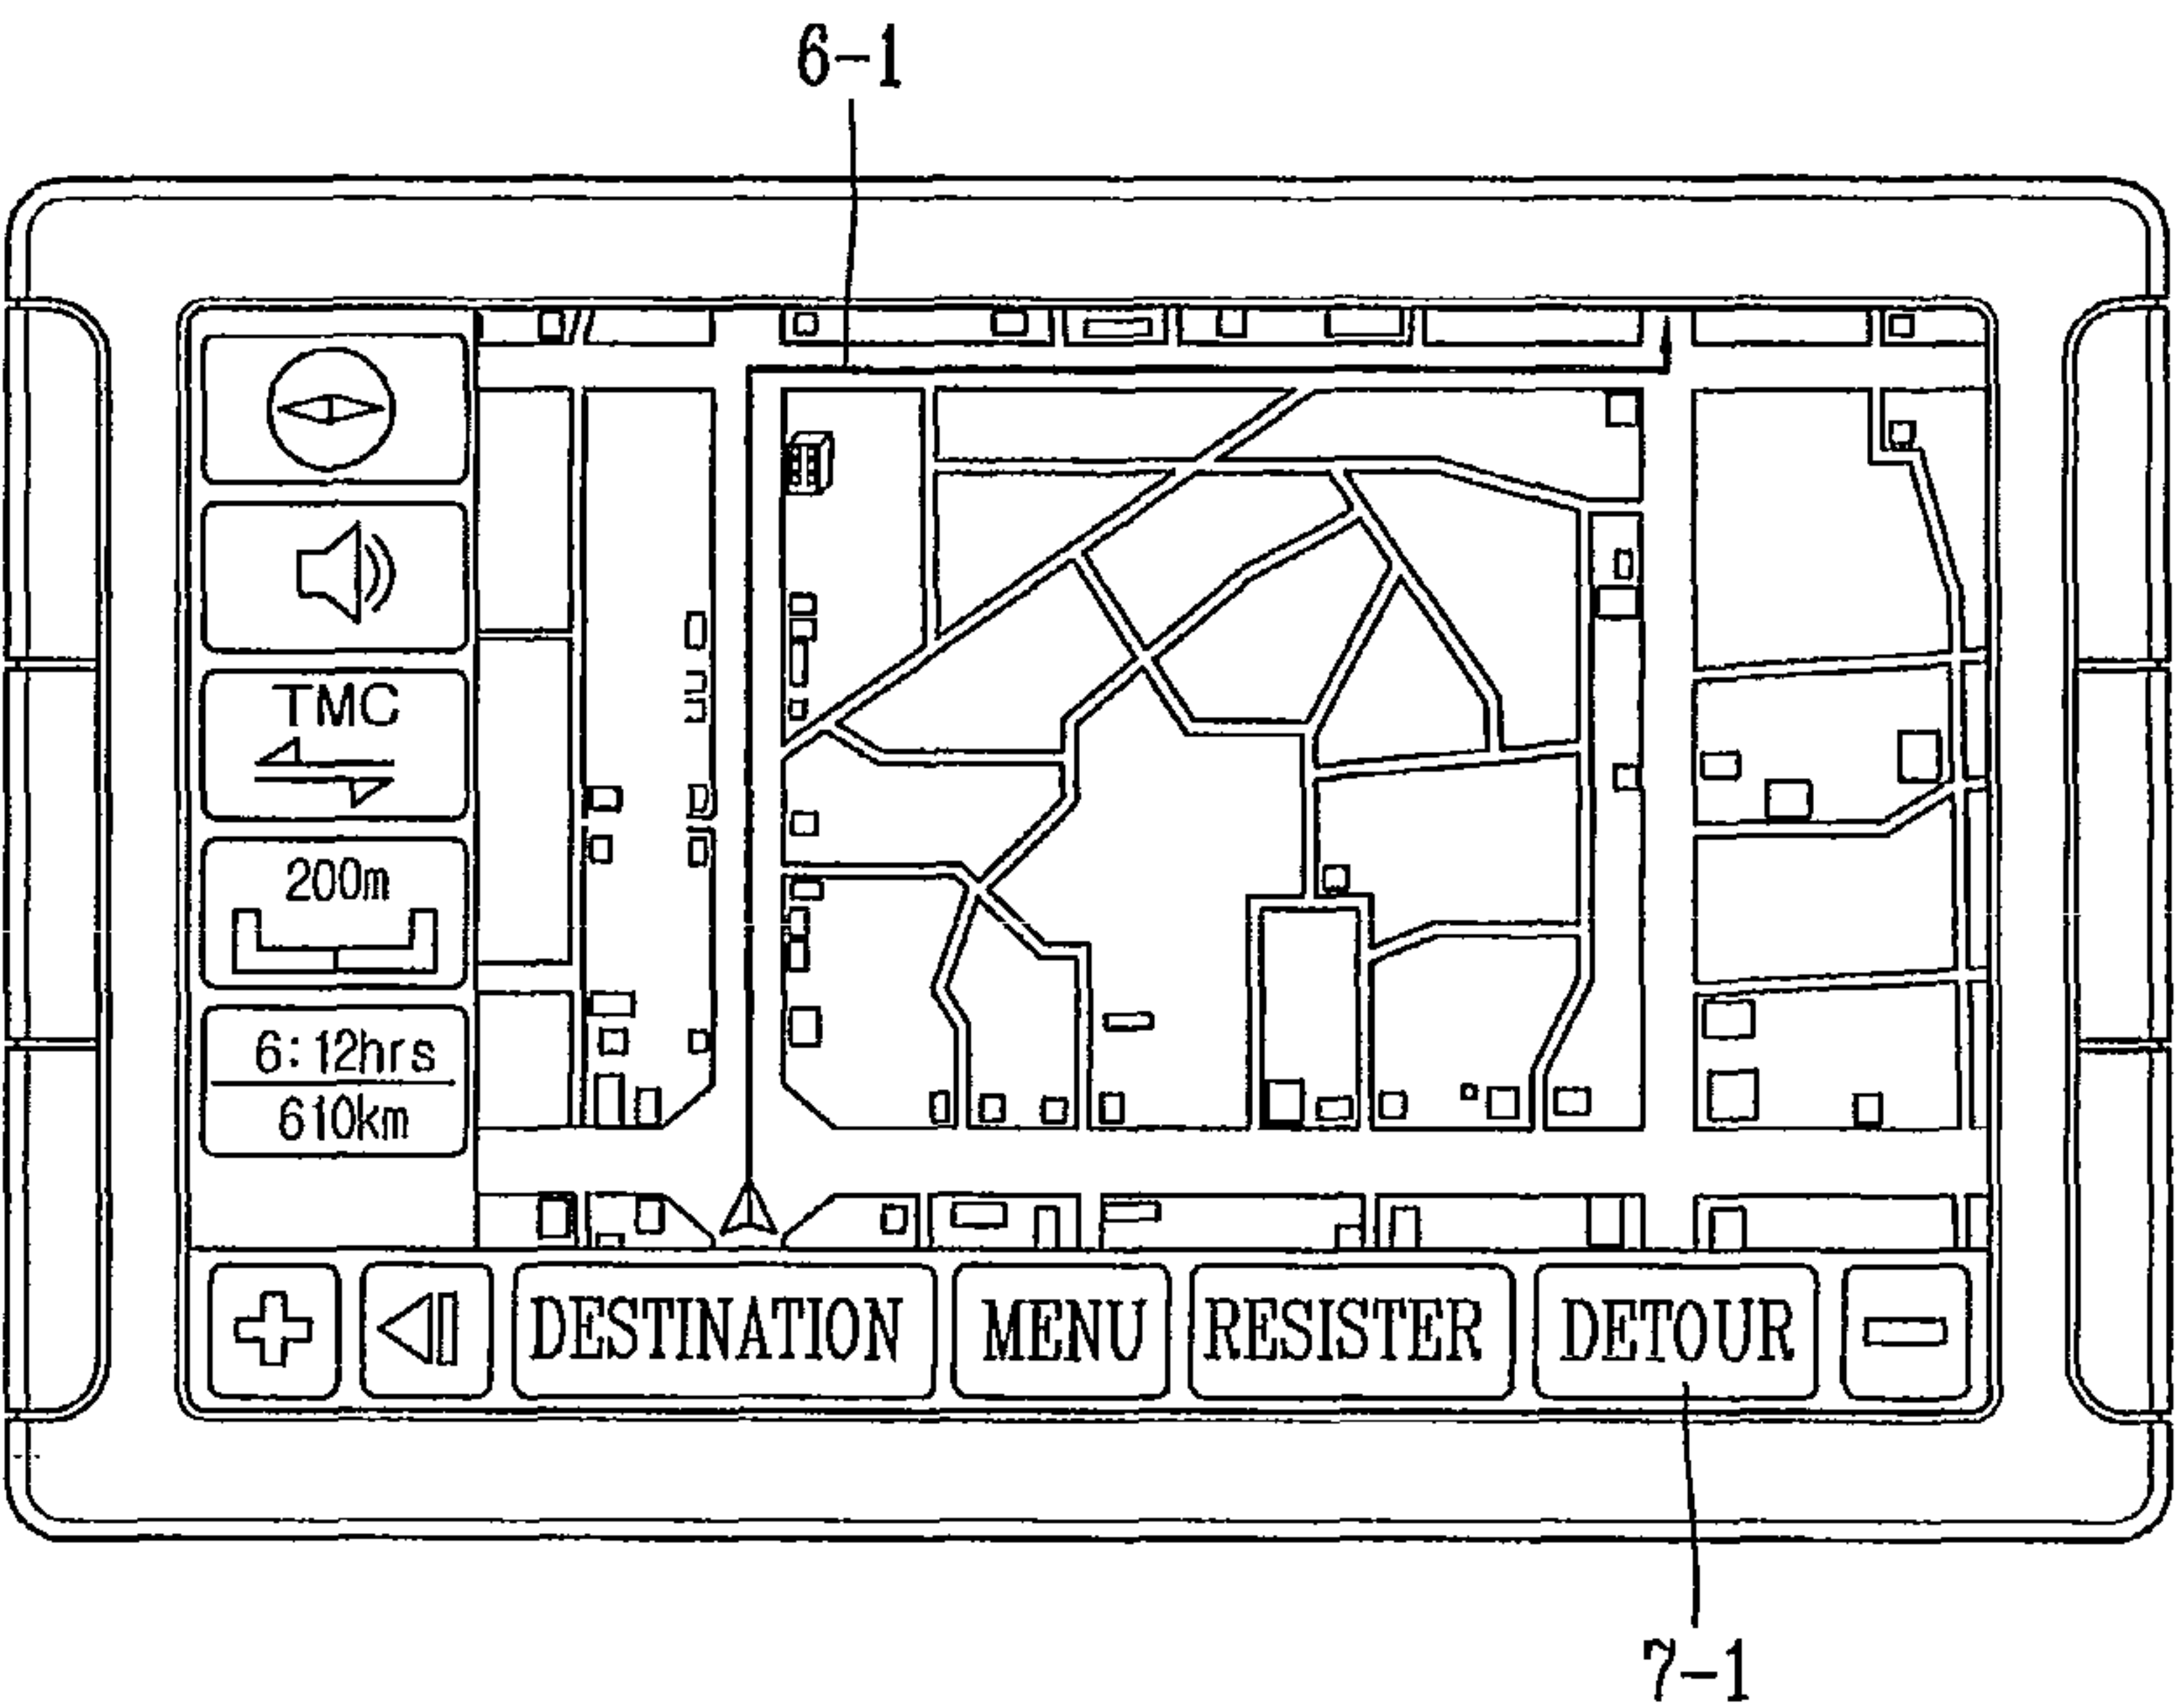 6-1
TMC
200m
6:12hrs
610km
DESTINATION
MENU
RESISTER
DETOUR
7-1